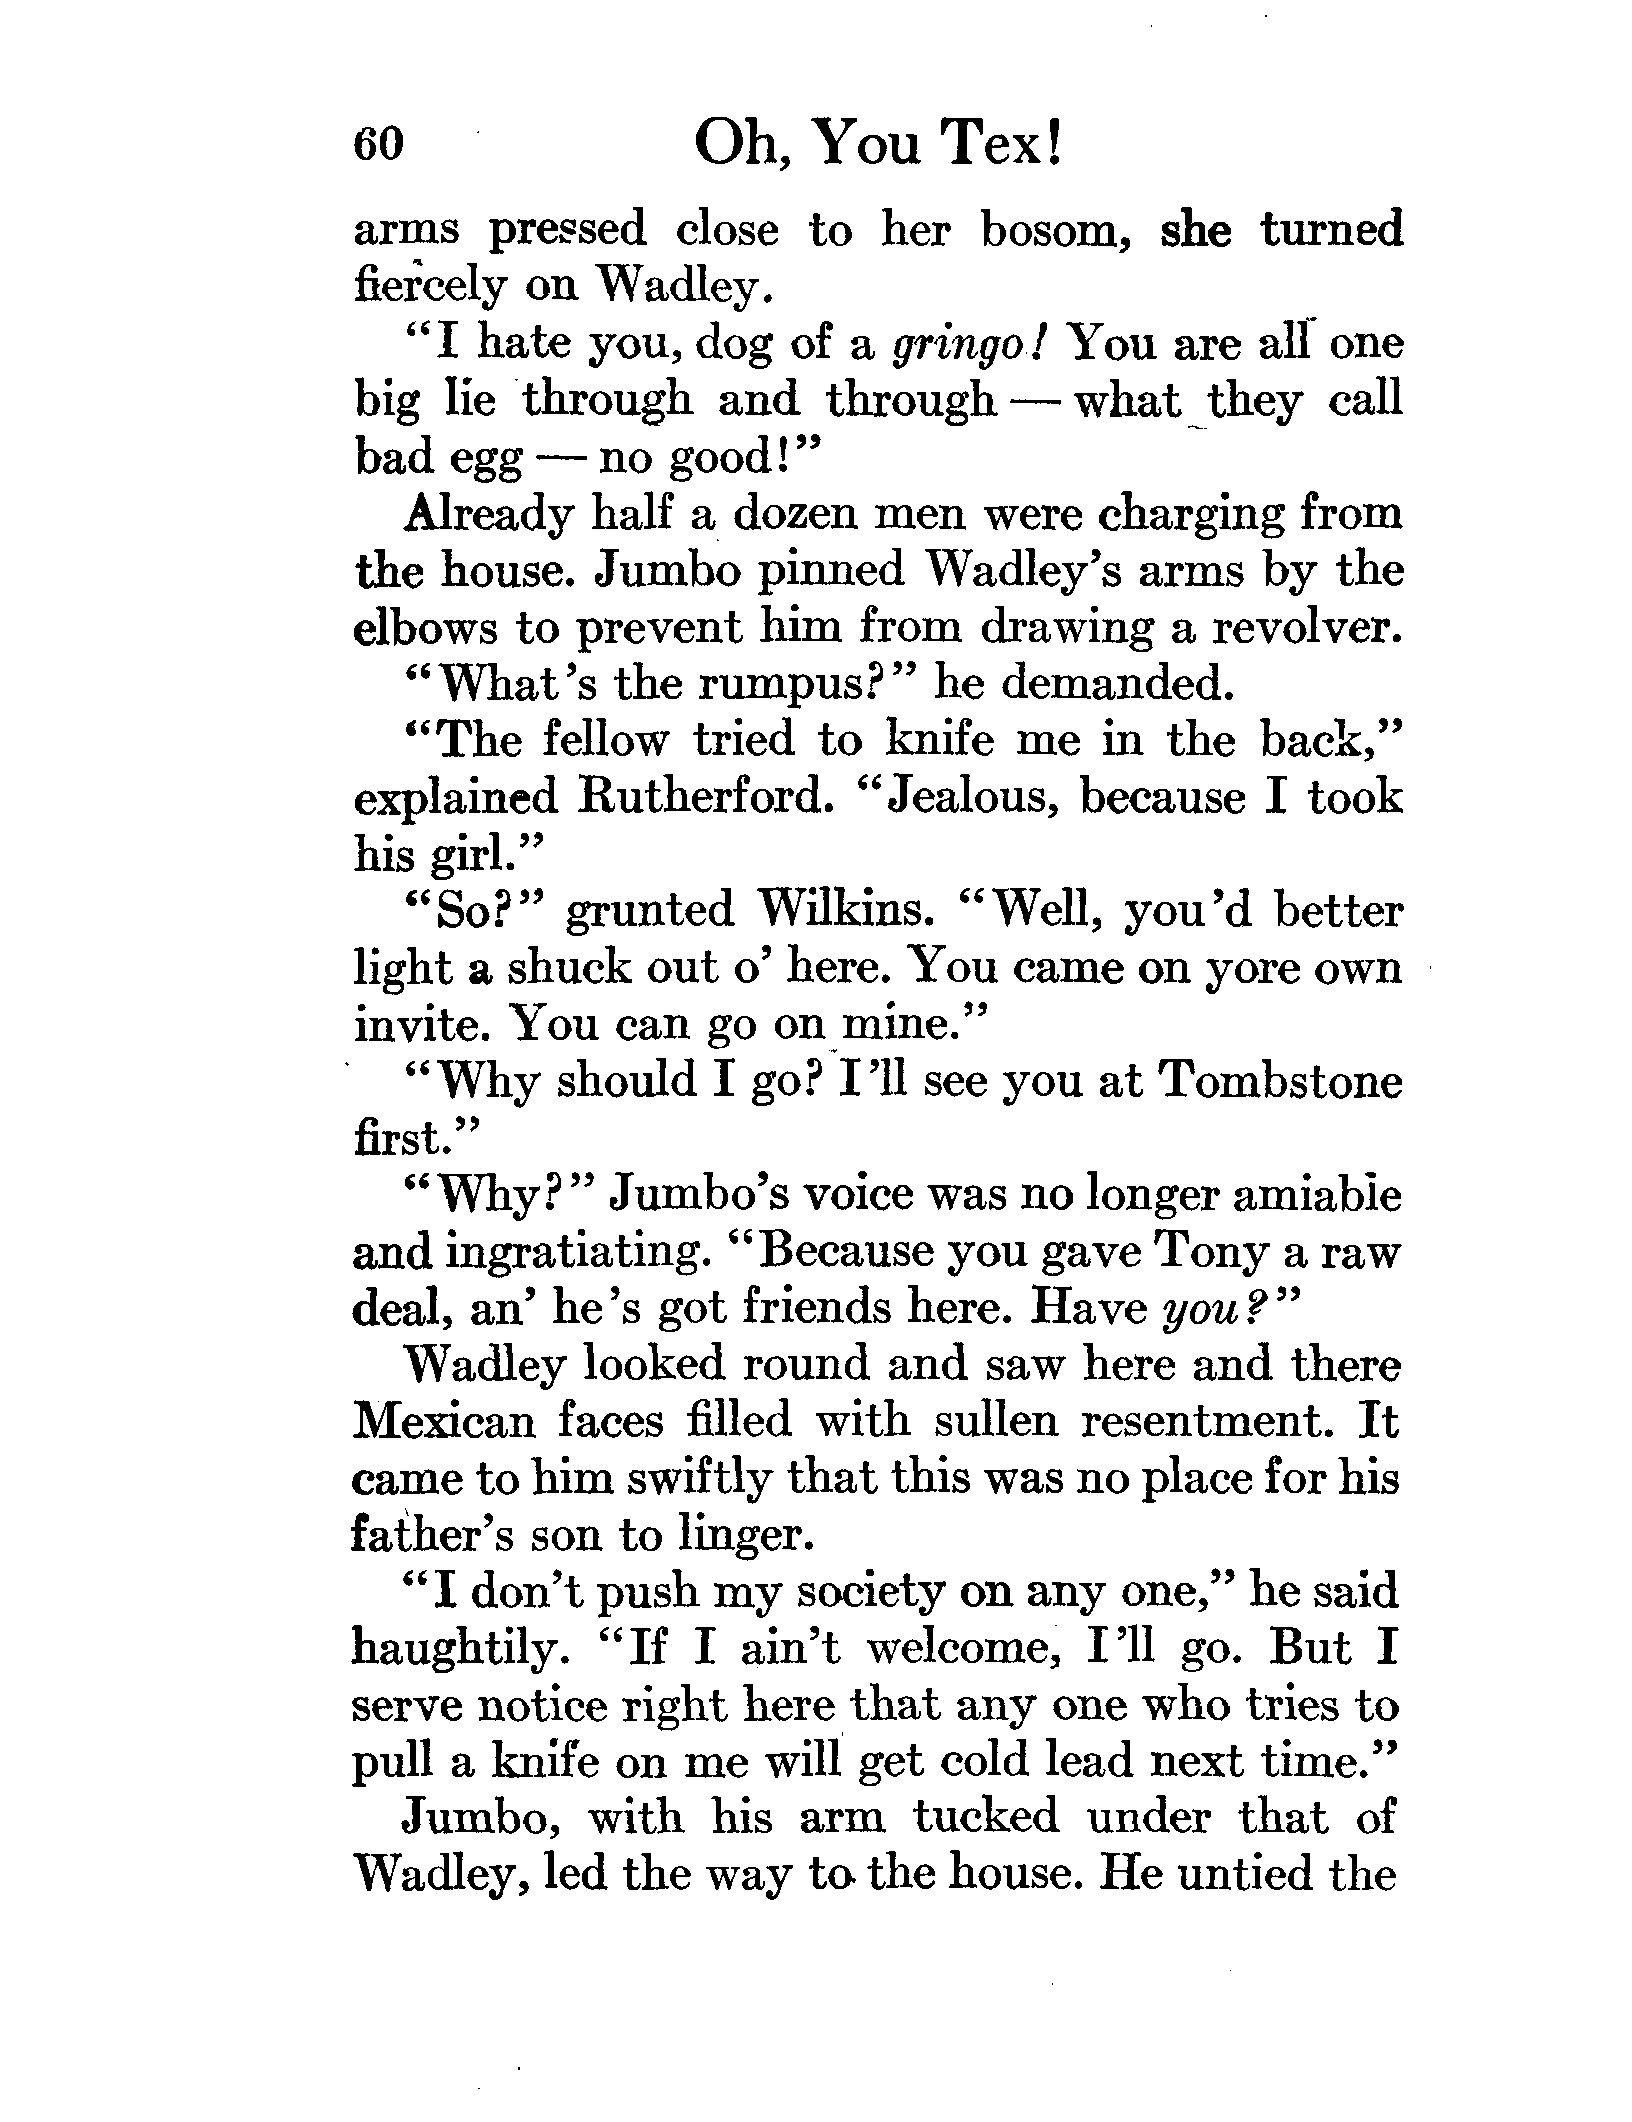 60 Oh, You Tex!
arms pressed close to her bosom, she turned
fiercely on Wadley.
“I hate you, dog of a gringo! You are all one
big lie through and through — what they call
bad egg — no good!”
Already half a dozen men were charging from
the house. Jumbo pinned Wadley’s arms by the
elbows to prevent him from drawing a revolver.
“What’s the rumpus?” he demanded.
“The fellow tried to knife me in the back,”
explained Rutherford. “Jealous, because I took
his girl.”
“So?” grunted Wilkins. “Well, you’d better
light a shuck out o’ here. You came on yore own
invite. You can go on mine.”
“Why should I go? I’ll see you at Tombstone
first.”
“Why?” Jumbo’s voice was no longer amiable
and ingratiating. “Because you gave Tony a raw
deal, an’ he’s got friends here. Have you?”
Wadley looked round and saw here and there
Mexican faces filled with sullen resentment. It
came to him swiftly that this was no place for his
father’s son to linger.
“I don’t push my society on any one,” he said
haughtily. “If I ain’t welcome, I’ll go. But I
serve notice right here that any one who tries to
pull a knife on me will get cold lead next time.”
Jumbo, with his arm tucked under that of
Wadley, led the way to the house. He untied the